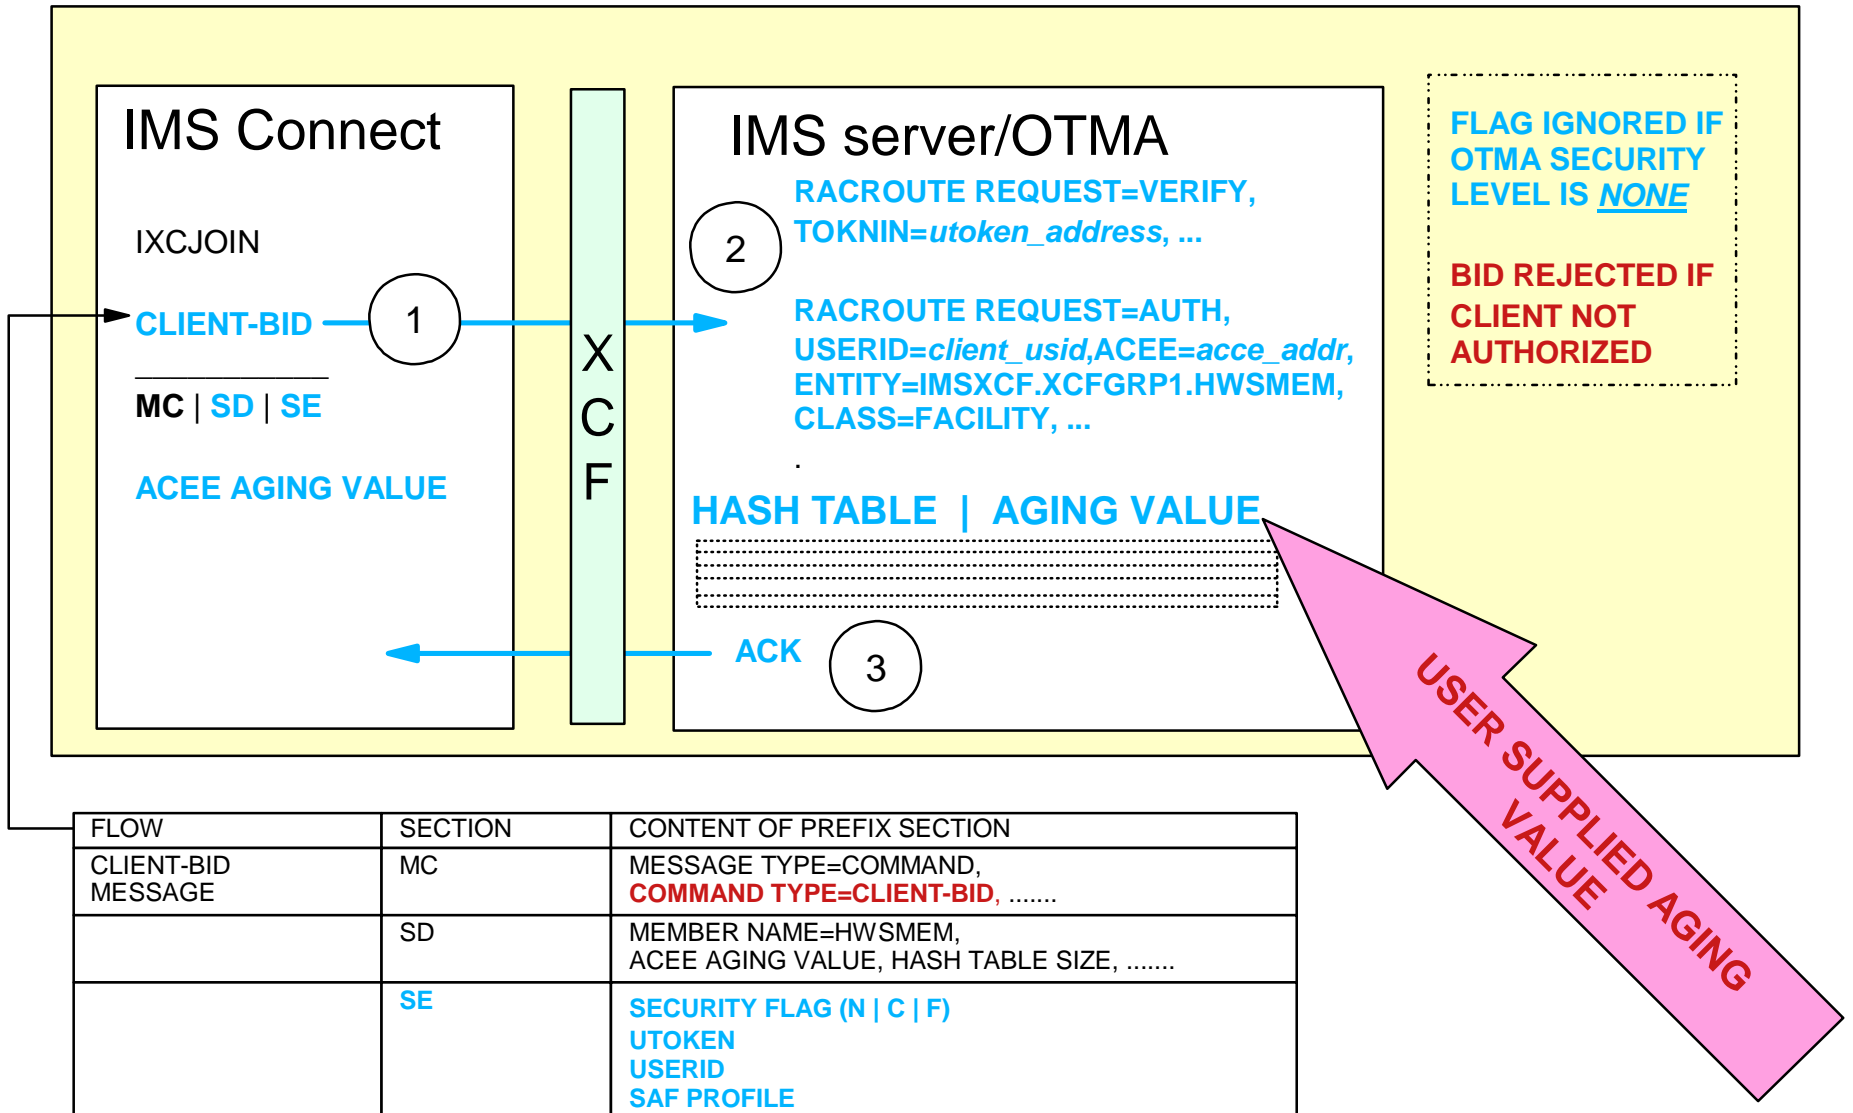 IMS Connect
IXCJOIN
CLIENT-BID
1
____________
MC | SD | SE
ACEE AGING VALUE
X
C
F
IMS server/OTMA
2
RACROUTE REQUEST=VERIFY,
TOKNIN=utoken_address, ...
RACROUTE REQUEST=AUTH,
USERID=client_usid,ACEE=acce_addr,
ENTITY=IMSXCF.XCFGRP1.HWSMEM,
CLASS=FACILITY, ...
.
HASH TABLE | AGING VALUE
ACK
3
FLAG IGNORED IF
OTMA SECURITY
LEVEL IS NONE
BID REJECTED IF
CLIENT NOT
AUTHORIZED
USER SUPPLIED AGING
VALUE
FLOW SECTION CONTENT OF PREFIX SECTION
CLIENT-BID MC MESSAGE TYPE=COMMAND,
MESSAGE COMMAND TYPE=CLIENT-BID, .......
SD MEMBER NAME=HWSMEM,
ACEE AGING VALUE, HASH TABLE SIZE, .......
SE SECURITY FLAG (N | C | F)
UTOKEN
USERID
SAF PROFILE